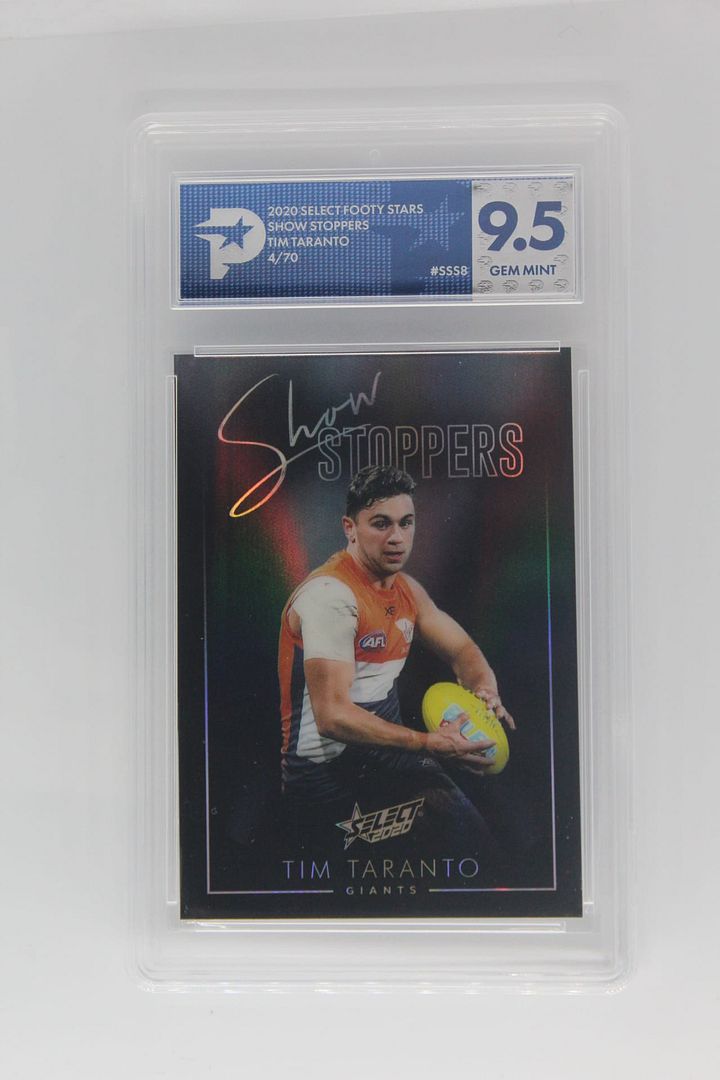 2020 SELECT FOOTY STARS
SHOW STOPPERS
TIM TARANTO
4/70
#SSS8
9.5
GEM MINT
Show
STOPPERS
AFL
SELECT
2020
TIM TARANTO
GIANTS